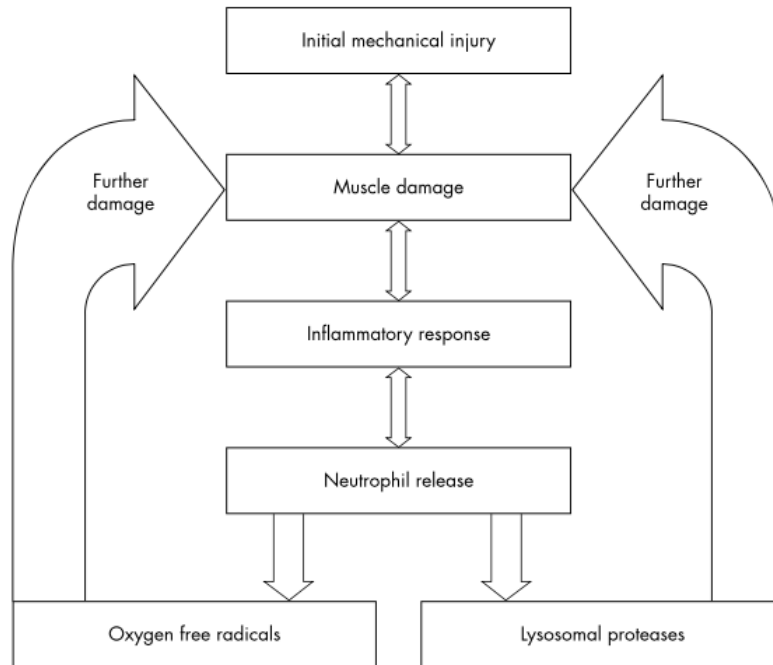 Initial mechanical injury
Further
damage
Muscle damage
Further
damage
Inflammatory response
Neutrophil release
Oxygen free radicals
Lysosomal proteases